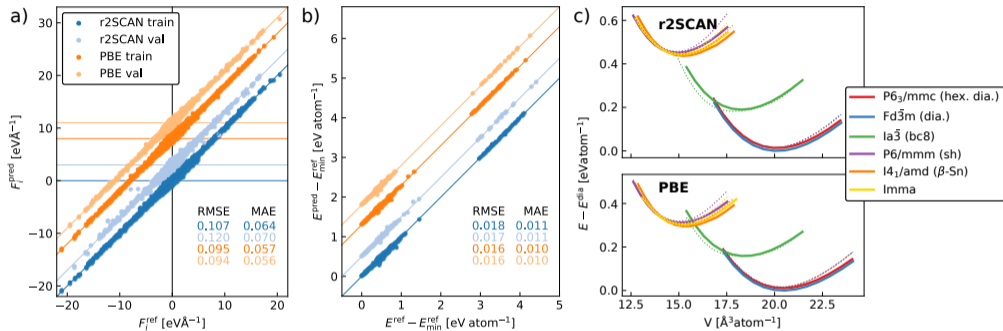 a)
r2SCAN train
r2SCAN val
PBE train
PBE val
30
20
10
0
−10
−20
F_i^pred [eVÅ⁻¹]
RMSE MAE
0.107 0.064
0.120 0.070
0.095 0.057
0.094 0.056
−20 −10 0 10 20
F_i^ref [eVÅ⁻¹]
b)
6
5
4
3
2
1
0
E^pred − E_min^ref [eV atom⁻¹]
RMSE MAE
0.018 0.011
0.017 0.011
0.016 0.010
0.016 0.010
0 1 2 3 4 5
E^ref − E_min^ref [eV atom⁻¹]
c)
r2SCAN
0.6
0.4
0.2
0.0
PBE
0.6
0.4
0.2
0.0
E − E^dia [eVatom⁻¹]
12.5 15.0 17.5 20.0 22.5
V [Å³atom⁻¹]
P6₃/mmc (hex. dia.)
Fd3̄m (dia.)
Ia3̄ (bc8)
P6/mmm (sh)
I4₁/amd (β-Sn)
Imma